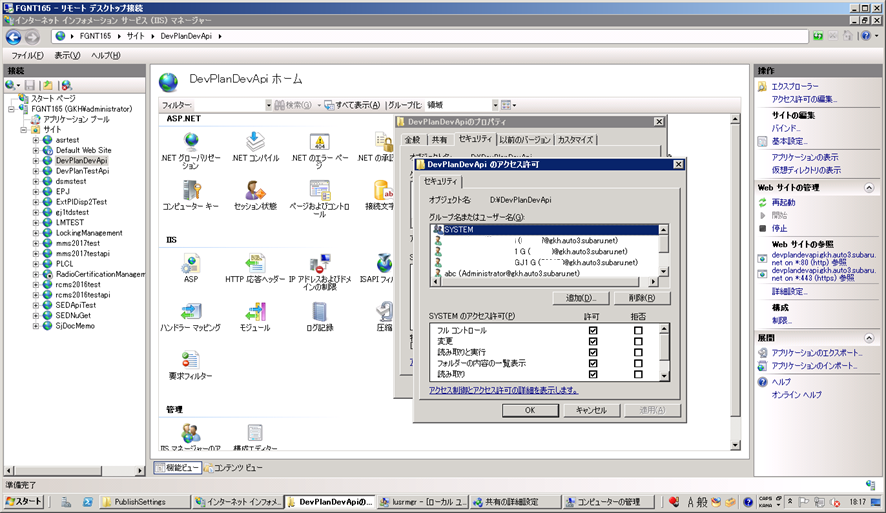 FGNT165 - リモート デスクトップ接続
インターネット インフォメーション サービス (IIS) マネージャー
FGNT165 ▸ サイト ▸ DevPlanDevApi ▸
ファイル(F) 表示(V) ヘルプ(H)
接続
スタート ページ
FGNT165 (GKH¥administrator)
アプリケーション プール
サイト
asrtest
Default Web Site
DevPlanDevApi
DevPlanTestApi
dsmstest
EPJ
ExtPIDisp2Test
gj1tdstest
LMTEST
LockingManagement
mms2017test
mms2017testapi
PLCL
RadioCertificationManagem
rcms2016test
rcms2016testapi
SEDApiTest
SEDNuGet
SjDocMemo
DevPlanDevApi ホーム
フィルター: 検索(G) すべて表示(A) グループ化: 領域
ASP.NET
.NET グローバリゼーション
.NET コンパイル
.NET のエラー ページ
.NET の承認
コンピューター キー
セッション状態
ページおよびコントロール
接続文字
IIS
ASP
HTTP 応答ヘッダー
IP アドレスおよびドメインの制限
ISAPI フィ
ハンドラー マッピング
モジュール
ログ記録
圧縮
要求フィルター
管理
IIS マネージャーのア
構成エディター
機能ビュー コンテンツ ビュー
DevPlanDevApiのプロパティ
全般 共有 セキュリティ 以前のバージョン カスタマイズ
DevPlanDevApi のアクセス許可
セキュリティ
オブジェクト名: D:¥DevPlanDevApi
グループ名またはユーザー名(G):
SYSTEM
@gkh.auto3.subaru.net)
1 G ( )@gkh.auto3.subaru.net)
GJ1 G ( )@gkh.auto3.subaru.net)
abc (Administrator@gkh.auto3.subaru.net)
追加(D)... 削除(R)
SYSTEM のアクセス許可(P) 許可 拒否
フル コントロール
変更
読み取りと実行
フォルダーの内容の一覧表示
読み取り
アクセス制御とアクセス許可の詳細を表示します。
OK キャンセル 適用(A)
操作
エクスプローラー
アクセス許可の編集...
サイトの編集
バインド...
基本設定...
アプリケーションの表示
仮想ディレクトリの表示
Web サイトの管理
再起動
開始
停止
Web サイトの参照
devplandevapi.gkh.auto3.subaru.net on *:80 (http) 参照
devplandevapi.gkh.auto3.subaru.net on *:443 (https) 参照
詳細設定...
構成
制限...
展開
アプリケーションのエクスポート...
アプリケーションのインポート...
ヘルプ
オンライン ヘルプ
準備完了
スタート PublishSettings インターネット インフォメ... DevPlanDevApiの... lusrmgr - [ローカル ユ... 共有の詳細設定 コンピューターの管理 A 般 CAPS KANA 18:17